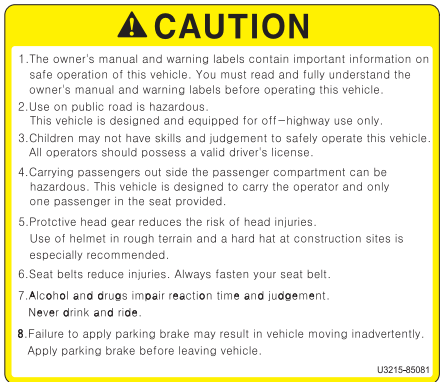 CAUTION
1.The owner's manual and warning labels contain important information on
safe operation of this vehicle. You must read and fully understand the
owner's manual and warning labels before operating this vehicle.
2.Use on public road is hazardous.
This vehicle is designed and equipped for off-highway use only.
3.Children may not have skills and judgement to safely operate this vehicle.
All operators should possess a valid driver's license.
4.Carrying passengers out side the passenger compartment can be
hazardous. This vehicle is designed to carry the operator and only
one passenger in the seat provided.
5.Protctive head gear reduces the risk of head injuries.
Use of helmet in rough terrain and a hard hat at construction sites is
especially recommended.
6.Seat belts reduce injuries. Always fasten your seat belt.
7.Alcohol and drugs impair reaction time and judgement.
Never drink and ride.
8.Failure to apply parking brake may result in vehicle moving inadvertently.
Apply parking brake before leaving vehicle.
U3215-85081